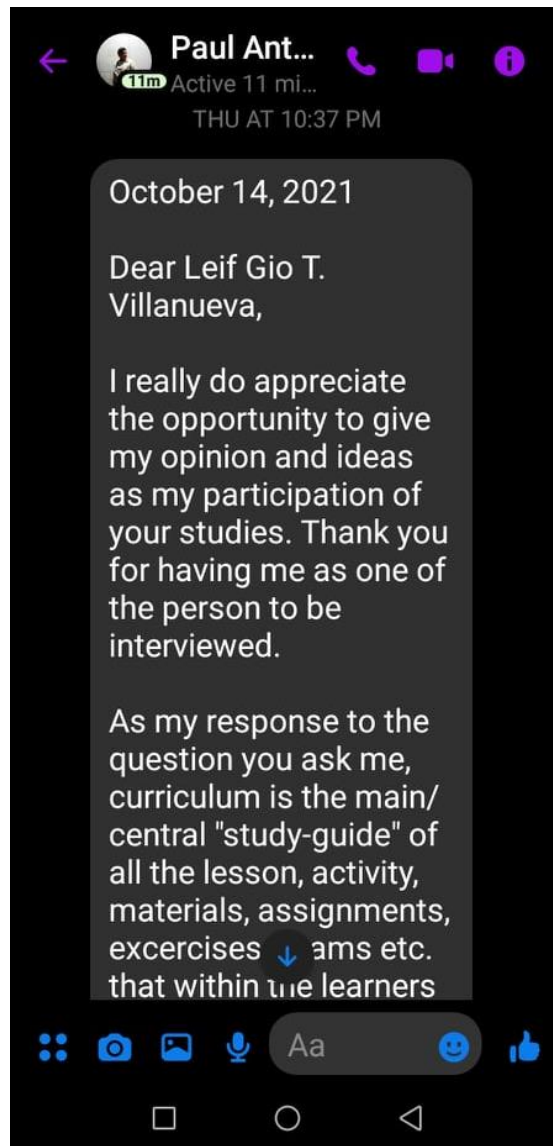 Paul Ant...
11m
Active 11 mi...
THU AT 10:37 PM
October 14, 2021
Dear Leif Gio T.
Villanueva,
I really do appreciate
the opportunity to give
my opinion and ideas
as my participation of
your studies. Thank you
for having me as one of
the person to be
interviewed.
As my response to the
question you ask me,
curriculum is the main/
central "study-guide" of
all the lesson, activity,
materials, assignments,
excercises ams etc.
that within the learners
Aa